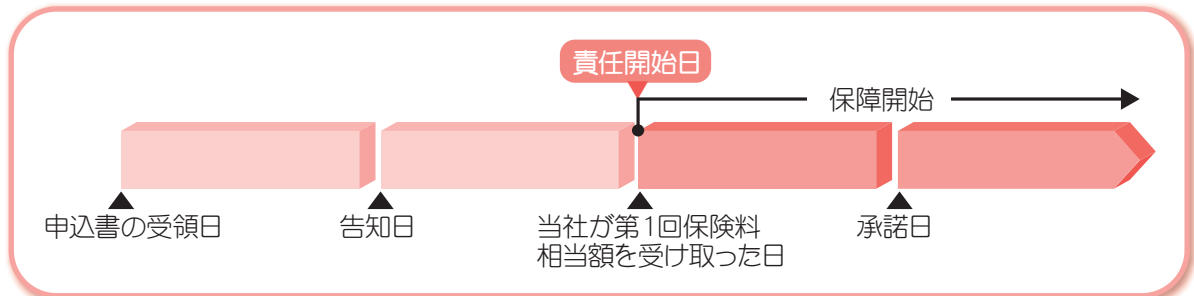 責任開始日
保障開始
申込書の受領日
告知日
当社が第1回保険料
相当額を受け取った日
承諾日